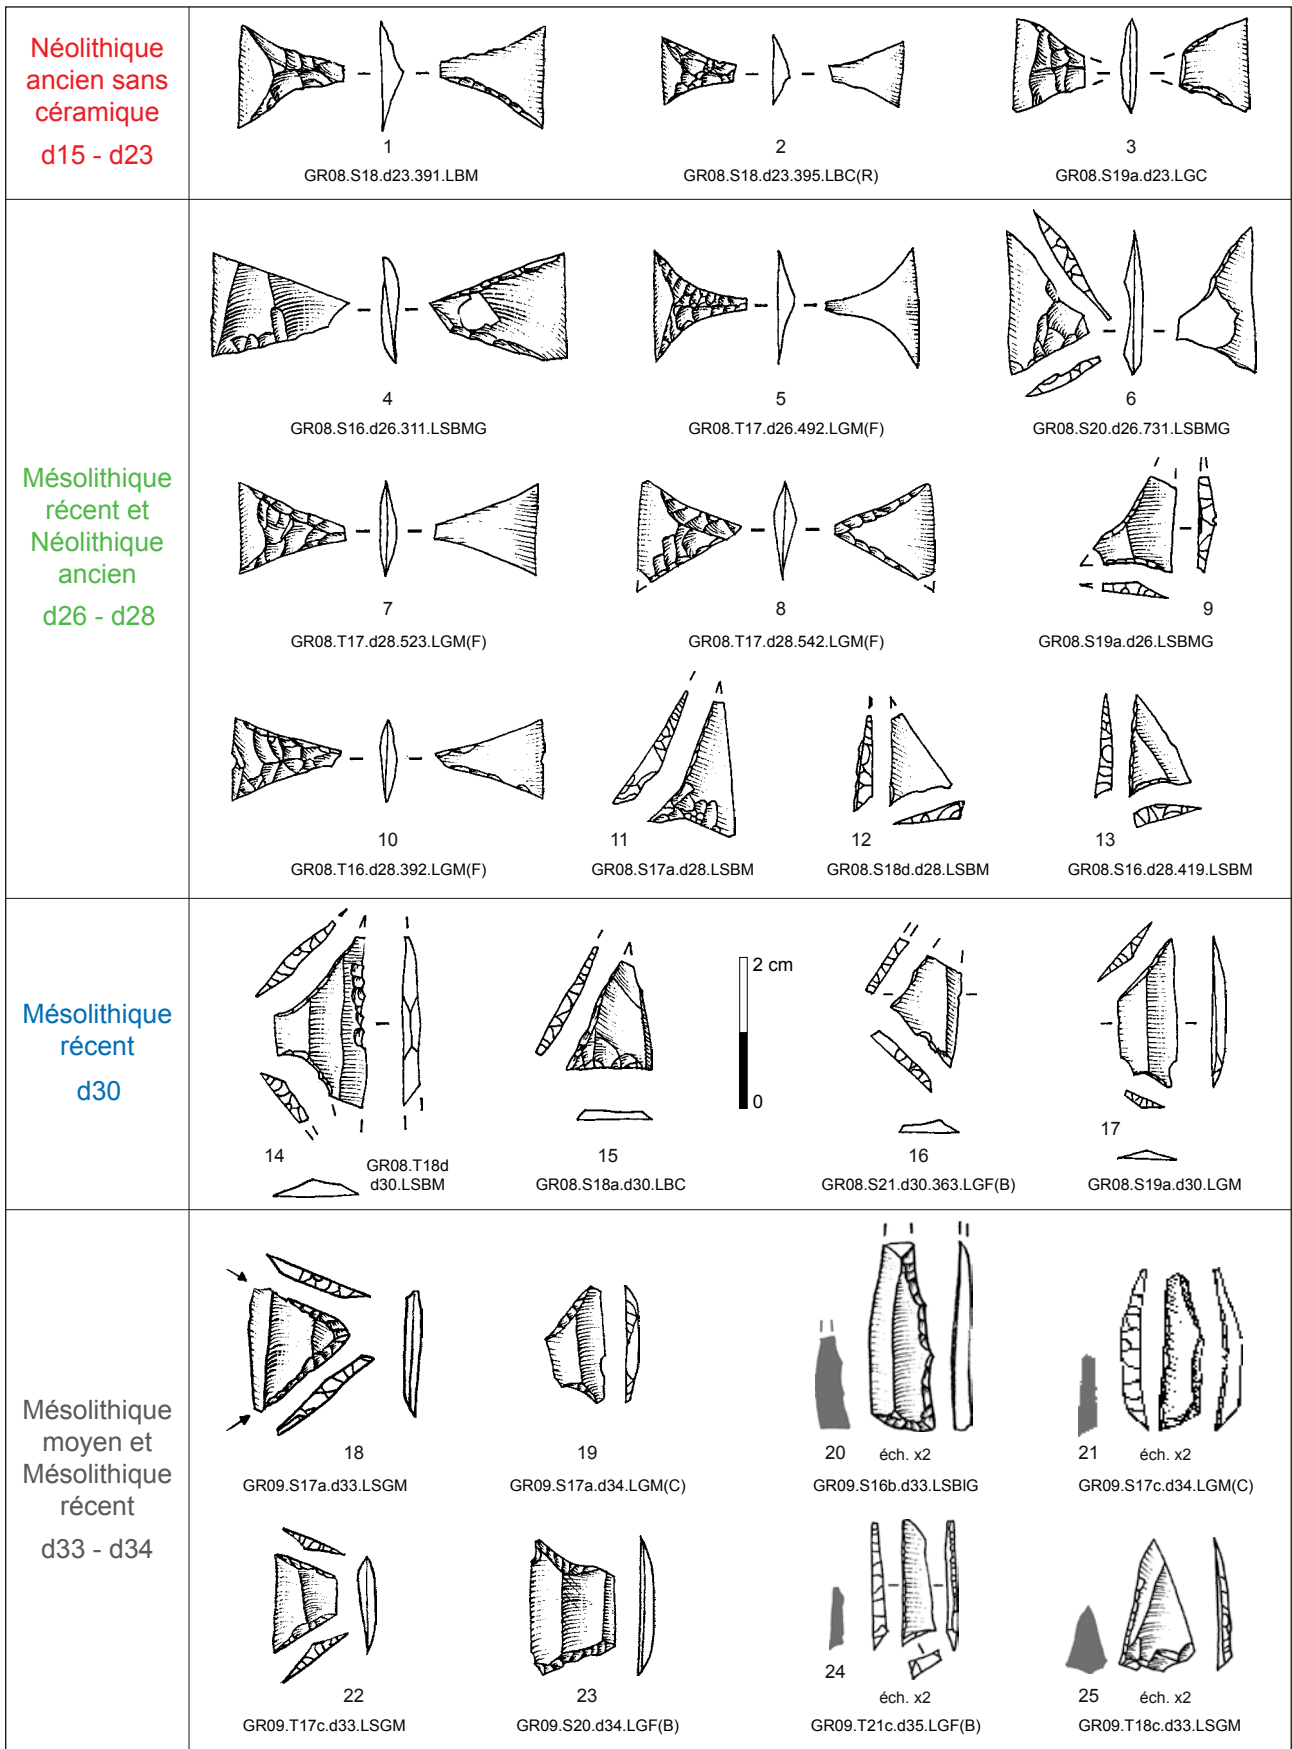 Néolithique
ancien sans
céramique
d15 - d23
1
GR08.S18.d23.391.LBM
2
GR08.S18.d23.395.LBC(R)
3
GR08.S19a.d23.LGC
Mésolithique
récent et
Néolithique
ancien
d26 - d28
4
GR08.S16.d26.311.LSBMG
5
GR08.T17.d26.492.LGM(F)
6
GR08.S20.d26.731.LSBMG
7
GR08.T17.d28.523.LGM(F)
8
GR08.T17.d28.542.LGM(F)
9
GR08.S19a.d26.LSBMG
10
GR08.T16.d28.392.LGM(F)
11
GR08.S17a.d28.LSBM
12
GR08.S18d.d28.LSBM
13
GR08.S16.d28.419.LSBM
Mésolithique
récent
d30
14
GR08.T18d
d30.LSBM
15
GR08.S18a.d30.LBC
2 cm
0
16
GR08.S21.d30.363.LGF(B)
17
GR08.S19a.d30.LGM
Mésolithique
moyen et
Mésolithique
récent
d33 - d34
18
GR09.S17a.d33.LSGM
19
GR09.S17a.d34.LGM(C)
20
éch. x2
GR09.S16b.d33.LSBIG
21
éch. x2
GR09.S17c.d34.LGM(C)
22
GR09.T17c.d33.LSGM
23
GR09.S20.d34.LGF(B)
24
éch. x2
GR09.T21c.d35.LGF(B)
25
éch. x2
GR09.T18c.d33.LSGM